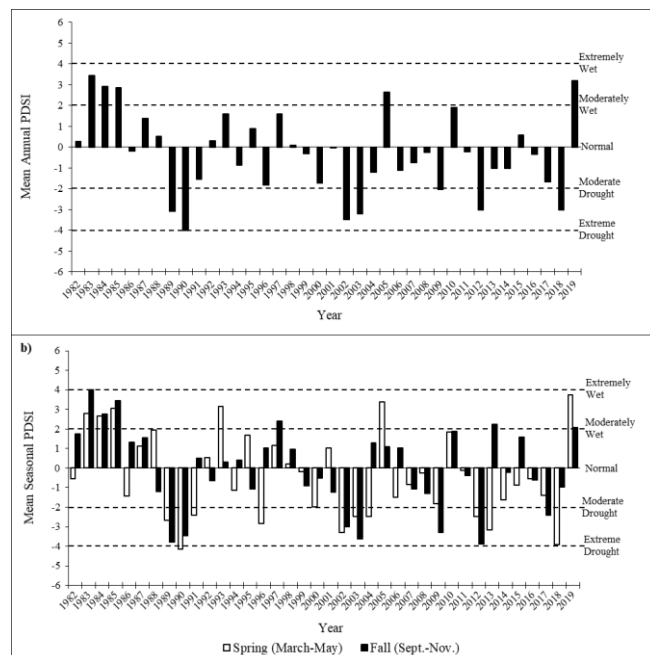 Mean Annual PDSI
6
5
4
3
2
1
0
-1
-2
-3
-4
-5
-6
Extremely
Wet
Moderately
Wet
Normal
Moderate
Drought
Extreme
Drought
1982 1983 1984 1985 1986 1987 1988 1989 1990 1991 1992 1993 1994 1995 1996 1997 1998 1999 2000 2001 2002 2003 2004 2005 2006 2007 2008 2009 2010 2011 2012 2013 2014 2015 2016 2017 2018 2019
Year
b)
Mean Seasonal PDSI
6
5
4
3
2
1
0
-1
-2
-3
-4
-5
-6
Extremely
Wet
Moderately
Wet
Normal
Moderate
Drought
Extreme
Drought
1982 1983 1984 1985 1986 1987 1988 1989 1990 1991 1992 1993 1994 1995 1996 1997 1998 1999 2000 2001 2002 2003 2004 2005 2006 2007 2008 2009 2010 2011 2012 2013 2014 2015 2016 2017 2018 2019
Year
Spring (March-May) Fall (Sept.-Nov.)